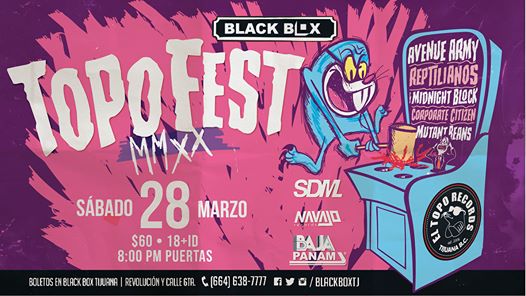 BLACK BOX
TOPO FEST
MMXX
SÁBADO 28 MARZO
$60 • 18+ID
8:00 PM PUERTAS
AVENUE ARMY
REPTILIANOS
MIDNIGHT BLOCK
CORPORATE CITIZEN
MUTANT BEANS
SDM
NAVAJO
BAJA
PANAM
EL TOPO RECORDS
TIJUANA B.C.
BOLETOS EN BLACK BOX TIJUANA | REVOLUCIÓN Y CALLE 6TA. (664) 638-7777 /BLACKBOXTJ